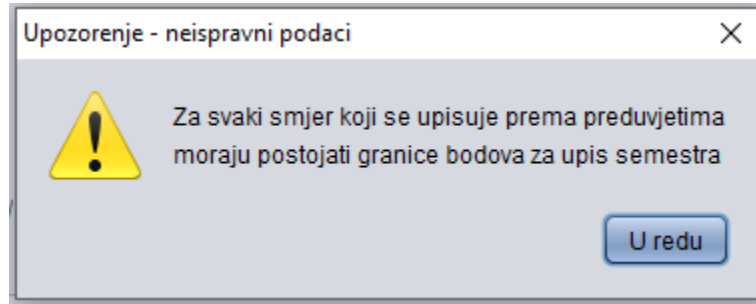 Upozorenje - neispravni podaci
Za svaki smjer koji se upisuje prema preduvjetima
moraju postojati granice bodova za upis semestra
U redu